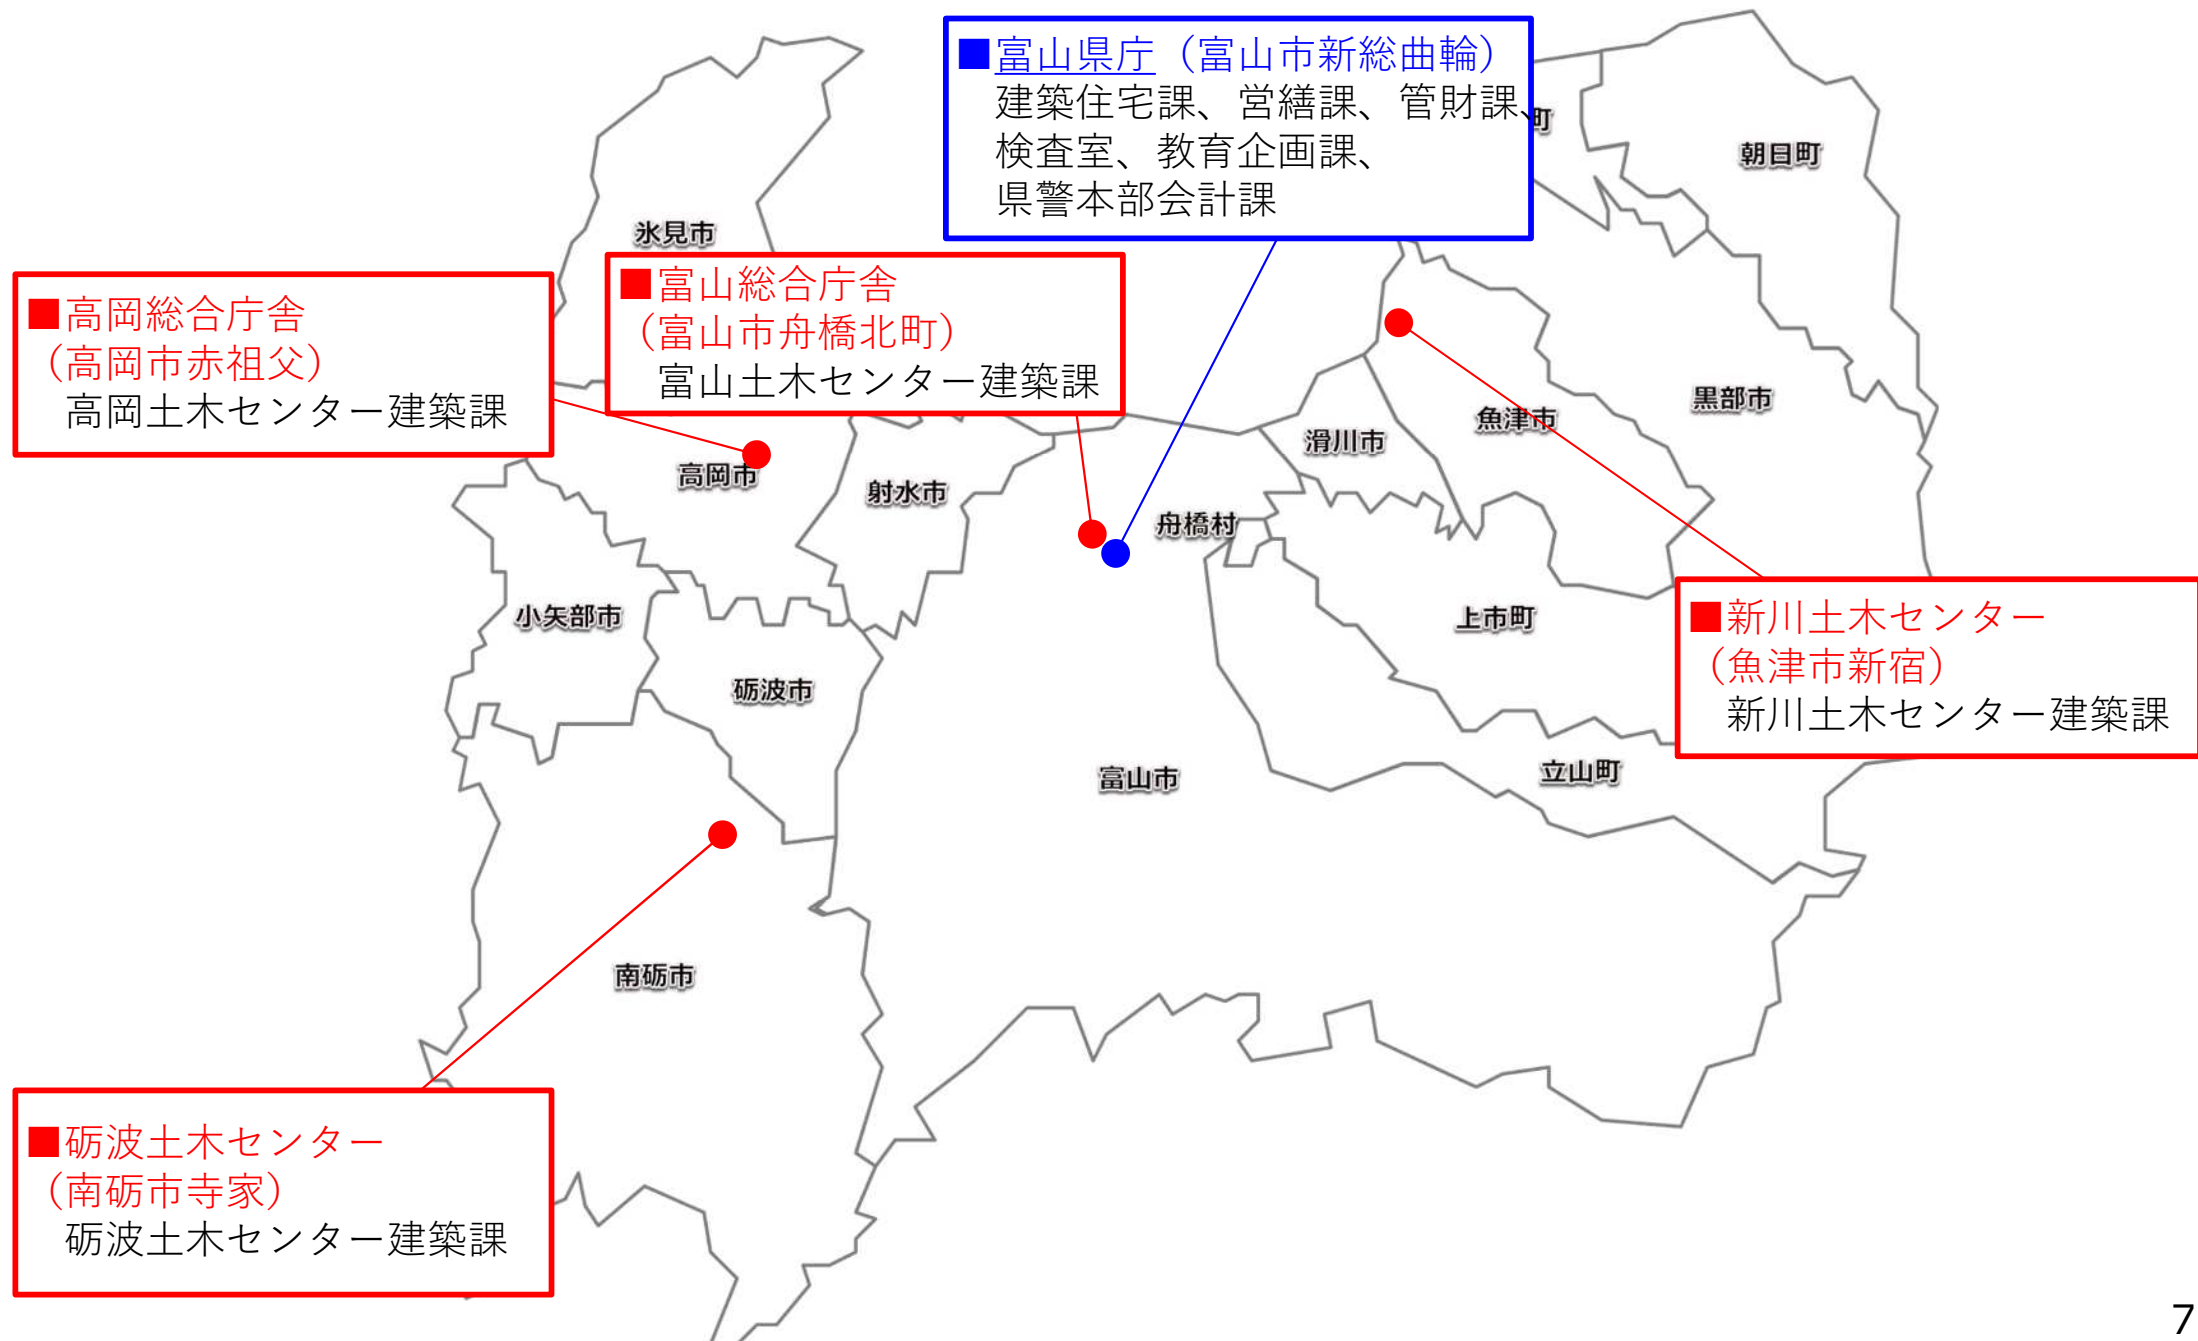 ■富山県庁（富山市新総曲輪）
建築住宅課、営繕課、管財課、
検査室、教育企画課、
県警本部会計課
町
朝日町
氷見市
■高岡総合庁舎
（高岡市赤祖父）
高岡土木センター建築課
■富山総合庁舎
（富山市舟橋北町）
富山土木センター建築課
黒部市
魚津市
滑川市
高岡市
射水市
舟橋村
小矢部市
上市町
■新川土木センター
（魚津市新宿）
新川土木センター建築課
砺波市
富山市
立山町
南砺市
■砺波土木センター
（南砺市寺家）
砺波土木センター建築課
7